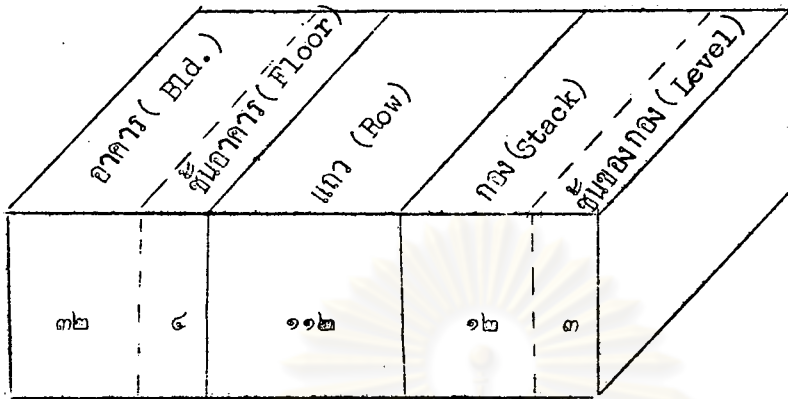 อาคาร( Bld.)
ชั้นอาคาร(Floor)
แถว (Row)
กอง(Stack)
ชั้นของกอง(Level)
๓๒ ๔ ๑๑๒ ๑๒ ๓